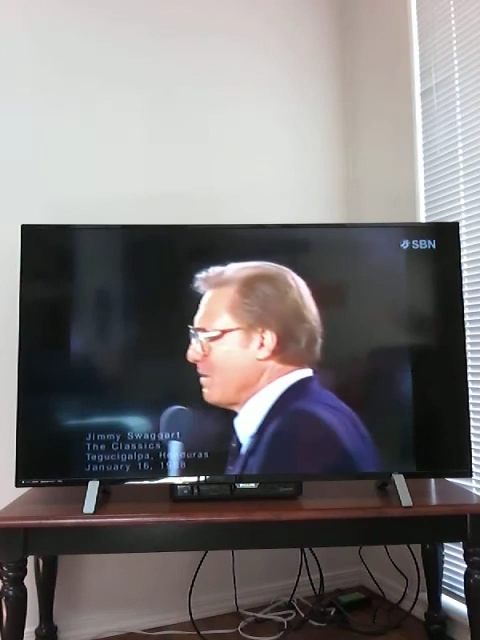 SBN
Jimmy Swaggart
The Classics
Tegucigalpa, Honduras
January 16,